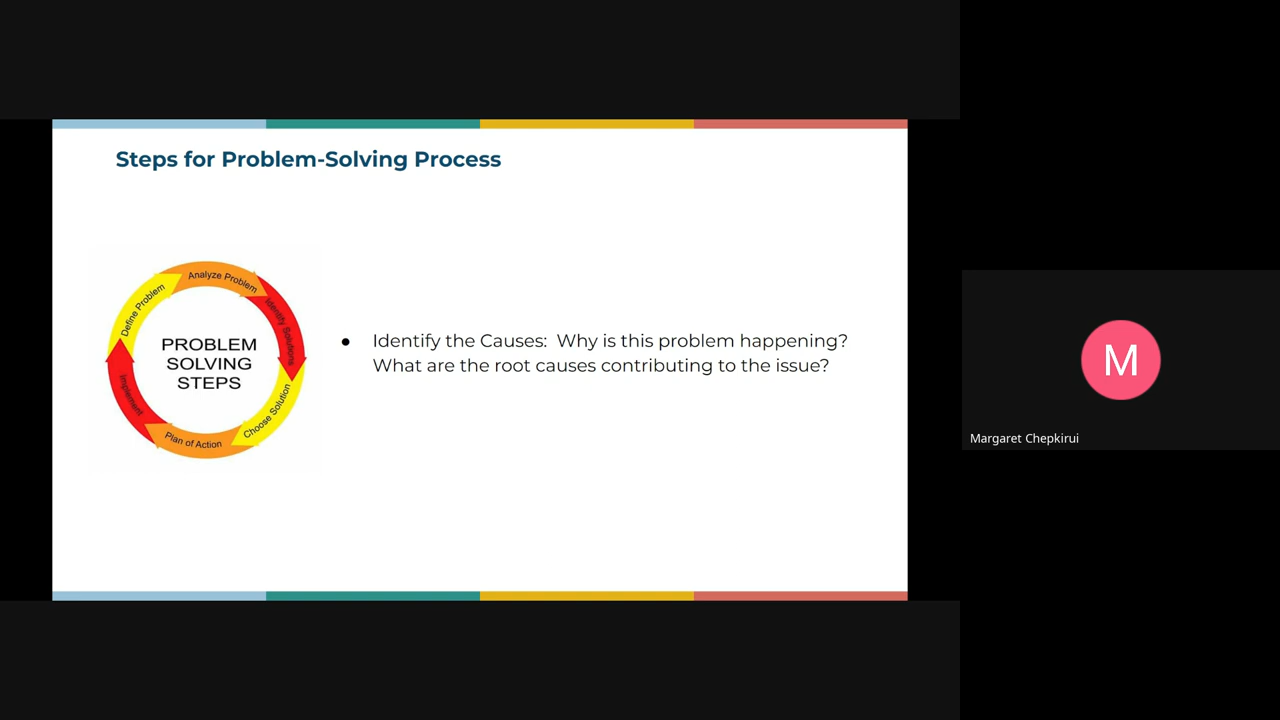 Steps for Problem-Solving Process
Define Problem
Analyze Problem
Identify Solutions
Choose Solution
Plan of Action
Implement
PROBLEM
SOLVING
STEPS
● Identify the Causes: Why is this problem happening?
What are the root causes contributing to the issue?
M
Margaret Chepkirui